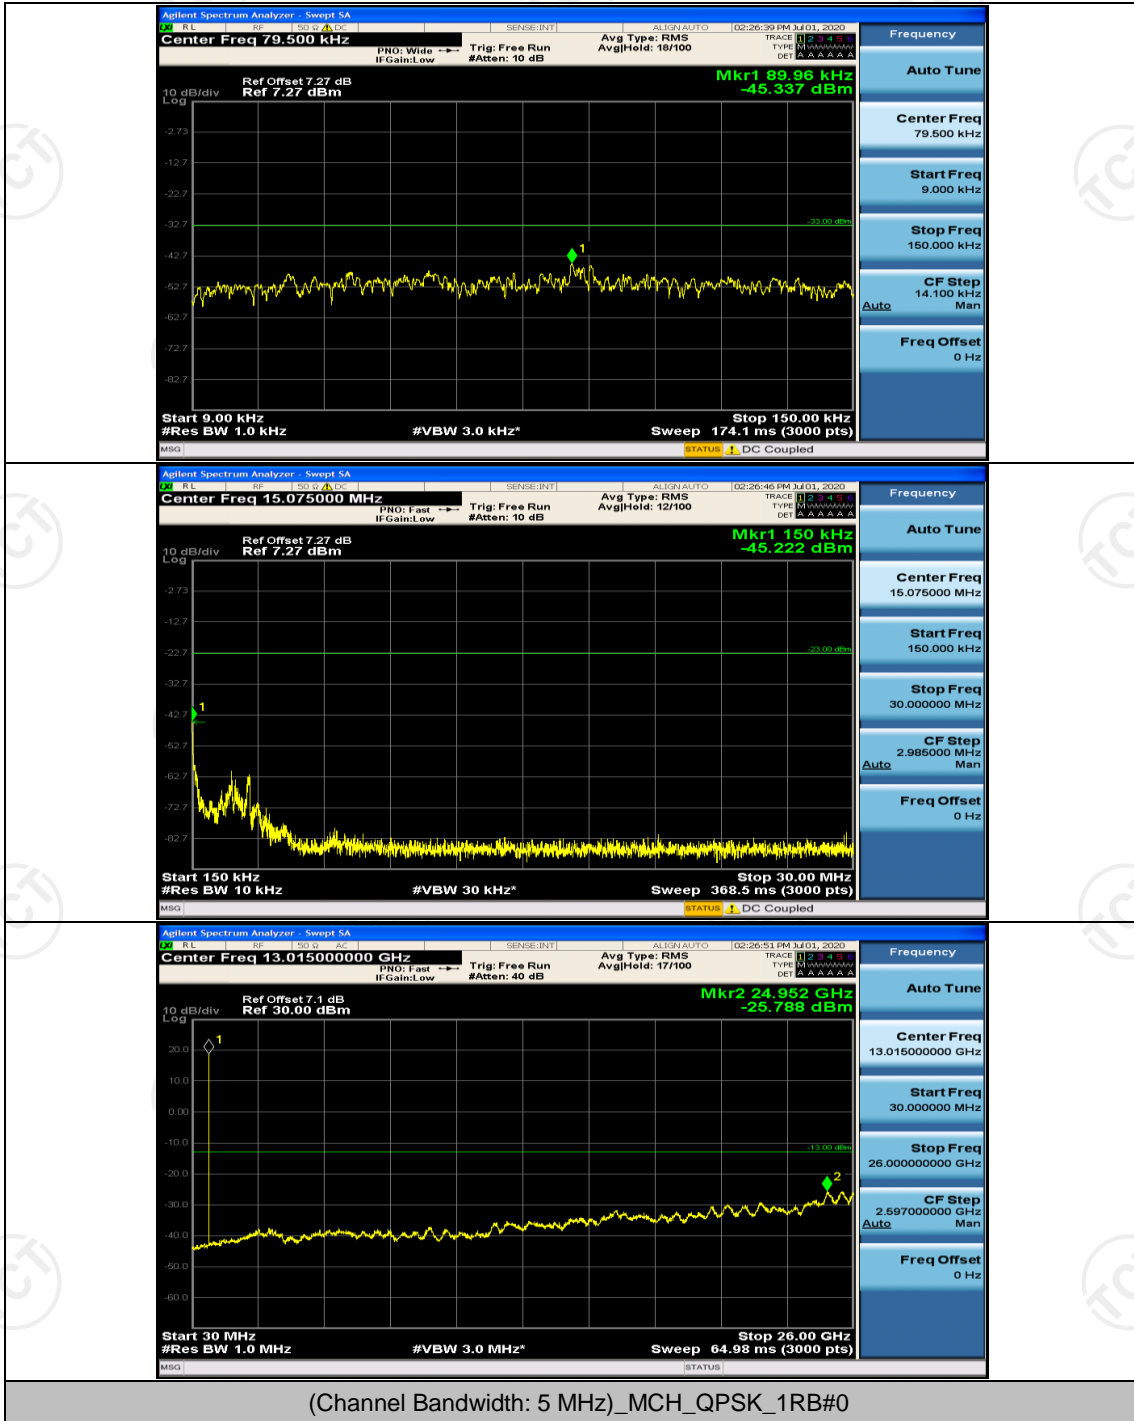 Agilent Spectrum Analyzer - Swept SA
LXI RL RF 50 Ω DC SENSE:INT ALIGN AUTO 02:26:39 PM Jul 01, 2020
Center Freq 79.500 kHz
PNO: Wide
IFGain:Low
Trig: Free Run
#Atten: 10 dB
Avg Type: RMS
Avg|Hold: 18/100
TRACE 1 2 3 4 5 6
TYPE M
DET A A A A A A
Frequency
Auto Tune
Ref Offset 7.27 dB
10 dB/div Ref 7.27 dBm
Log
Mkr1 89.96 kHz
-45.337 dBm
-2.73
-12.7
-22.7
-32.7
-42.7
-52.7
-62.7
-72.7
-82.7
-33.00 dBm
1
Center Freq
79.500 kHz
Start Freq
9.000 kHz
Stop Freq
150.000 kHz
CF Step
14.100 kHz
Auto Man
Freq Offset
0 Hz
Start 9.00 kHz Stop 150.00 kHz
#Res BW 1.0 kHz #VBW 3.0 kHz* Sweep 174.1 ms (3000 pts)
MSG STATUS DC Coupled
Agilent Spectrum Analyzer - Swept SA
LXI RL RF 50 Ω DC SENSE:INT ALIGN AUTO 02:26:46 PM Jul 01, 2020
Center Freq 15.075000 MHz
PNO: Fast
IFGain:Low
Trig: Free Run
#Atten: 10 dB
Avg Type: RMS
Avg|Hold: 12/100
TRACE 1 2 3 4 5 6
TYPE M
DET A A A A A A
Frequency
Auto Tune
Ref Offset 7.27 dB
10 dB/div Ref 7.27 dBm
Log
Mkr1 150 kHz
-45.222 dBm
-2.73
-12.7
-22.7
-32.7
-42.7
-52.7
-62.7
-72.7
-82.7
-23.00 dBm
1
Center Freq
15.075000 MHz
Start Freq
150.000 kHz
Stop Freq
30.000000 MHz
CF Step
2.985000 MHz
Auto Man
Freq Offset
0 Hz
Start 150 kHz Stop 30.00 MHz
#Res BW 10 kHz #VBW 30 kHz* Sweep 368.5 ms (3000 pts)
MSG STATUS DC Coupled
Agilent Spectrum Analyzer - Swept SA
LXI RL RF 50 Ω AC SENSE:INT ALIGN AUTO 02:26:51 PM Jul 01, 2020
Center Freq 13.015000000 GHz
PNO: Fast
IFGain:Low
Trig: Free Run
#Atten: 40 dB
Avg Type: RMS
Avg|Hold: 17/100
TRACE 1 2 3 4 5 6
TYPE M
DET A A A A A A
Frequency
Auto Tune
Ref Offset 7.1 dB
10 dB/div Ref 30.00 dBm
Log
Mkr2 24.952 GHz
-25.788 dBm
20.0
10.0
0.00
-10.0
-20.0
-30.0
-40.0
-50.0
-60.0
-13.00 dBm
1
2
Center Freq
13.015000000 GHz
Start Freq
30.000000 MHz
Stop Freq
26.000000000 GHz
CF Step
2.597000000 GHz
Auto Man
Freq Offset
0 Hz
Start 30 MHz Stop 26.00 GHz
#Res BW 1.0 MHz #VBW 3.0 MHz* Sweep 64.98 ms (3000 pts)
MSG STATUS
(Channel Bandwidth: 5 MHz)_MCH_QPSK_1RB#0